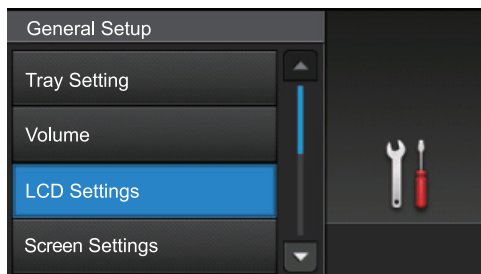 General Setup
Tray Setting
Volume
LCD Settings
Screen Settings